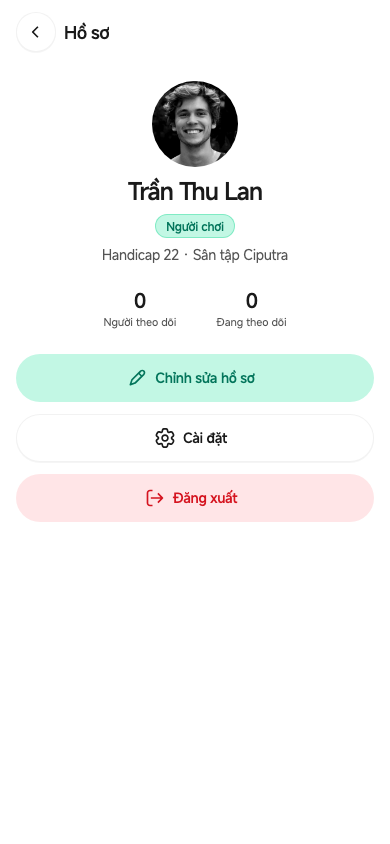 Hồ sơ
Trần Thu Lan
Người chơi
Handicap 22 · Sân tập Ciputra
0 0
Người theo dõi Đang theo dõi
Chỉnh sửa hồ sơ
Cài đặt
Đăng xuất